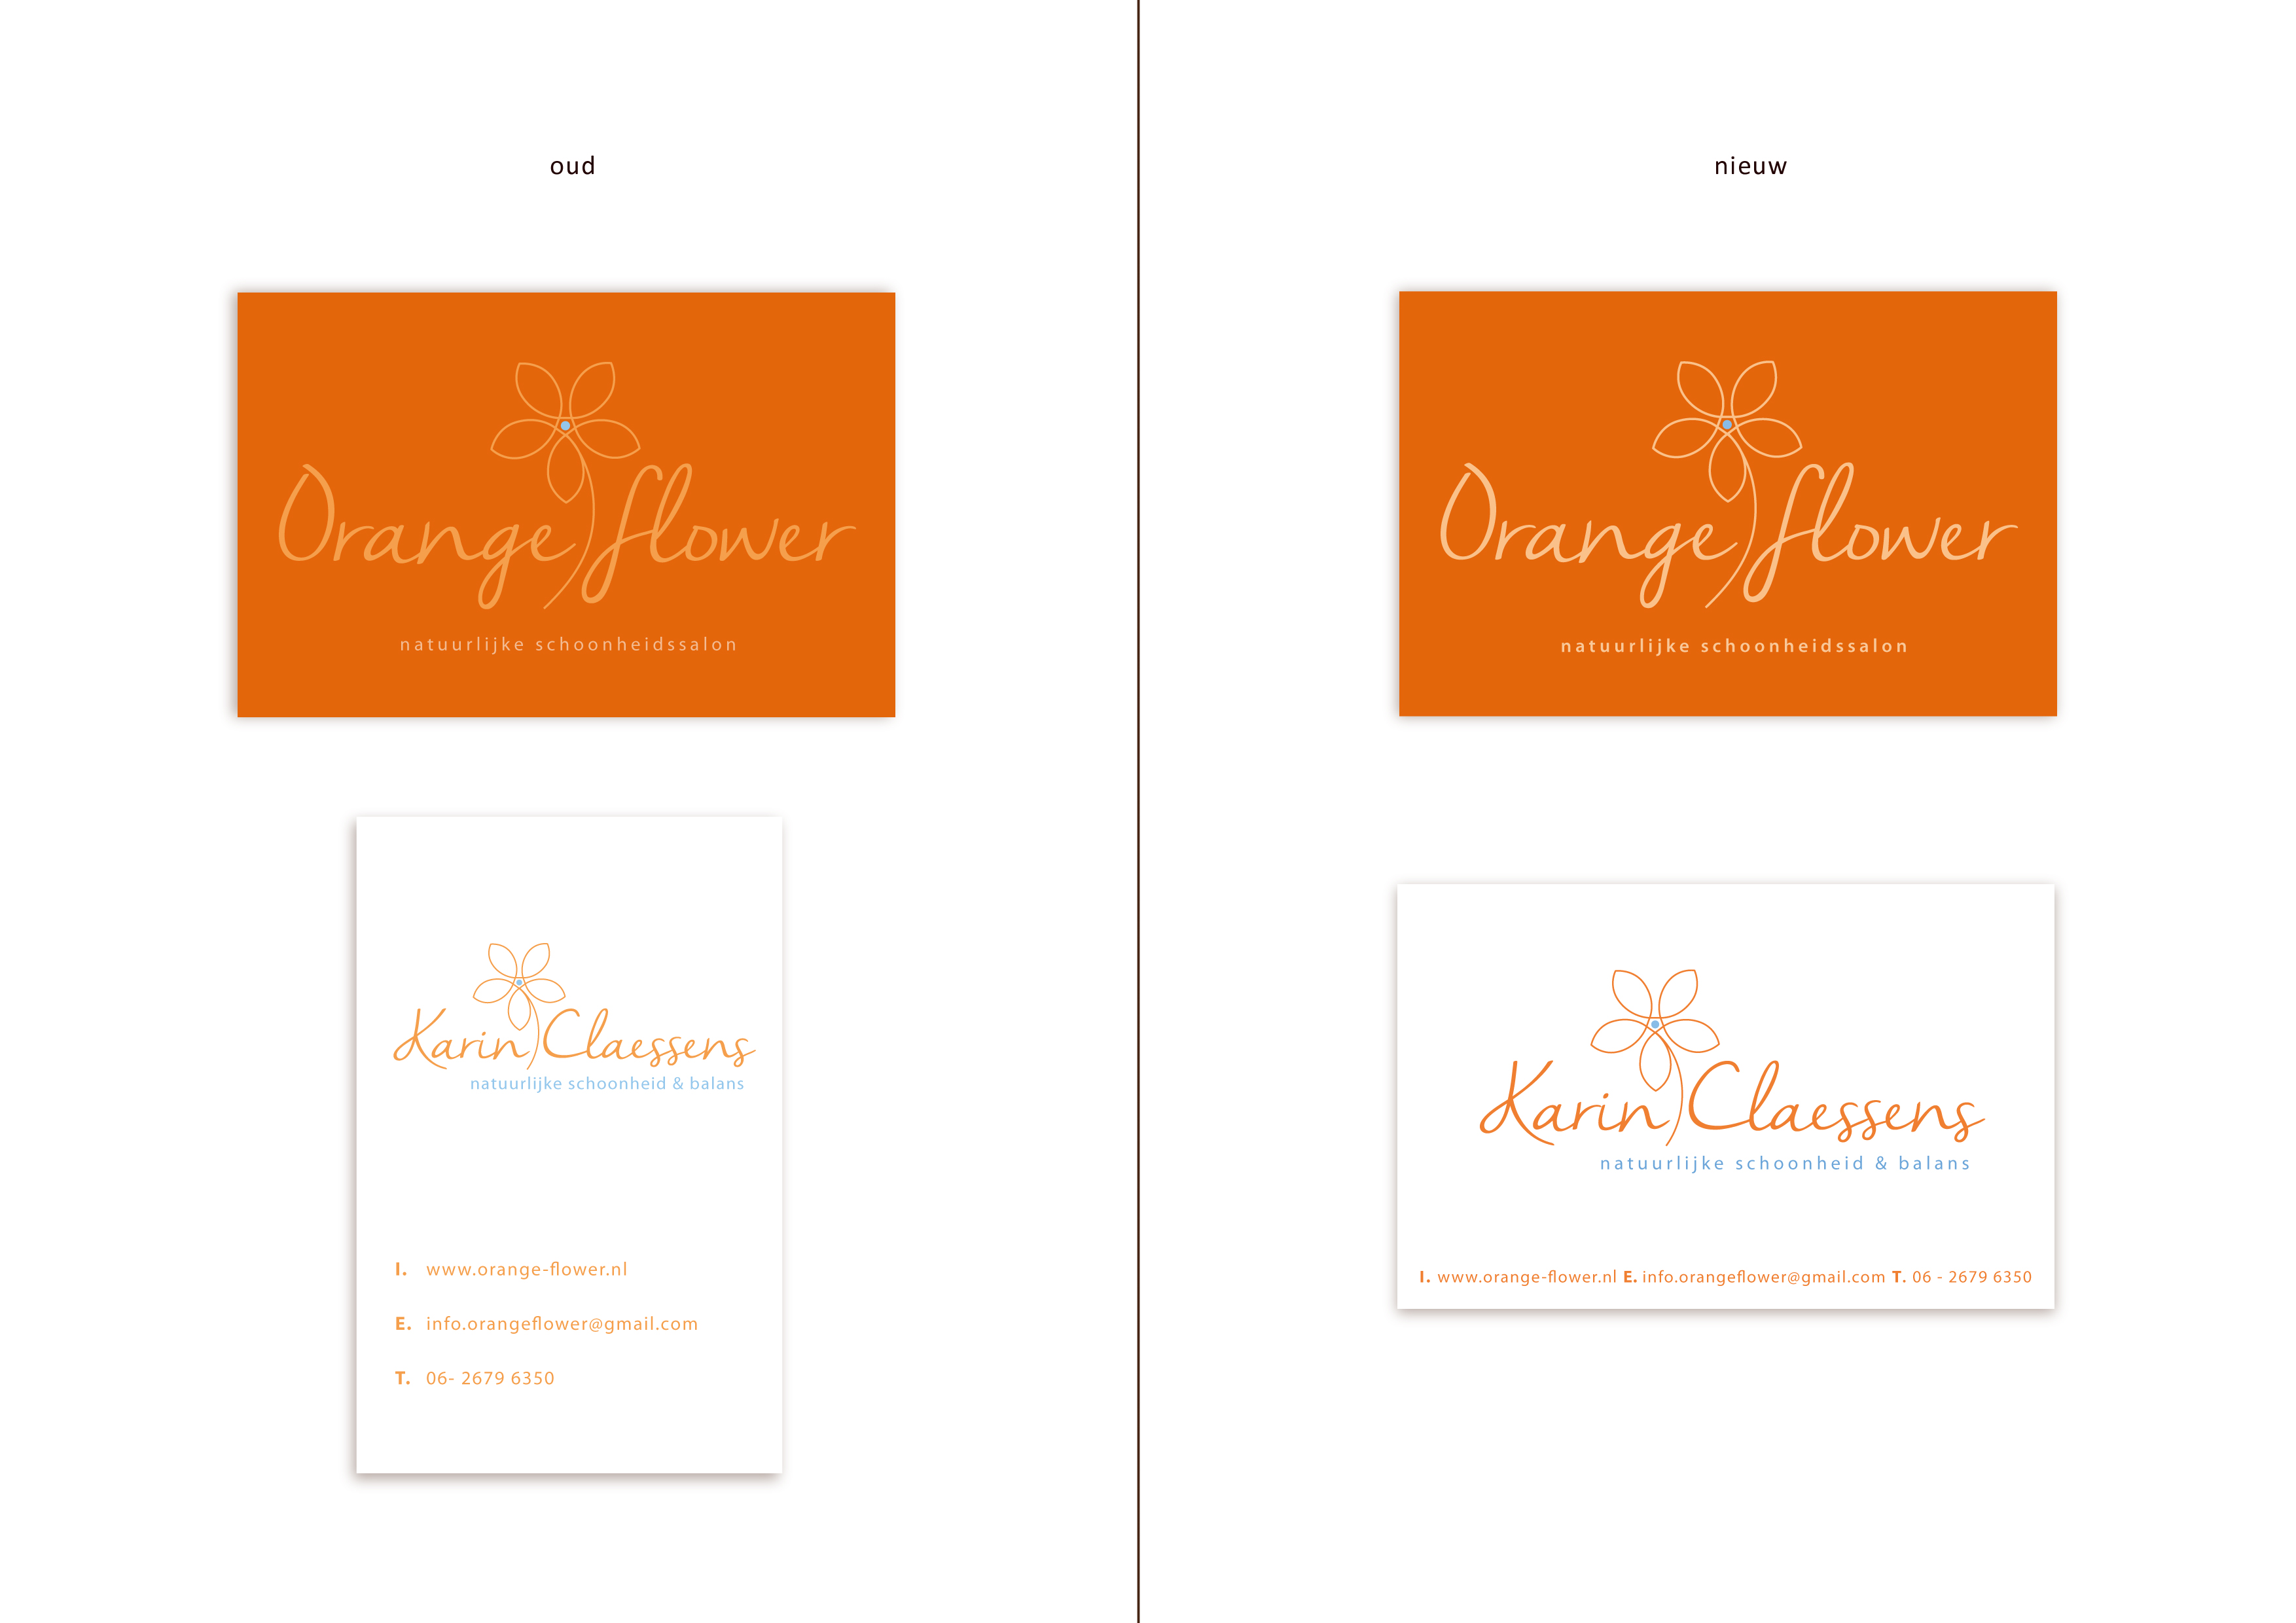 oud
Orange flower
natuurlijke schoonheidssalon
Karin Claessens
natuurlijke schoonheid & balans
I. www.orange-flower.nl
E. info.orangeflower@gmail.com
T. 06- 2679 6350
nieuw
Orange flower
natuurlijke schoonheidssalon
Karin Claessens
natuurlijke schoonheid & balans
I. www.orange-flower.nl E. info.orangeflower@gmail.com T. 06 - 2679 6350